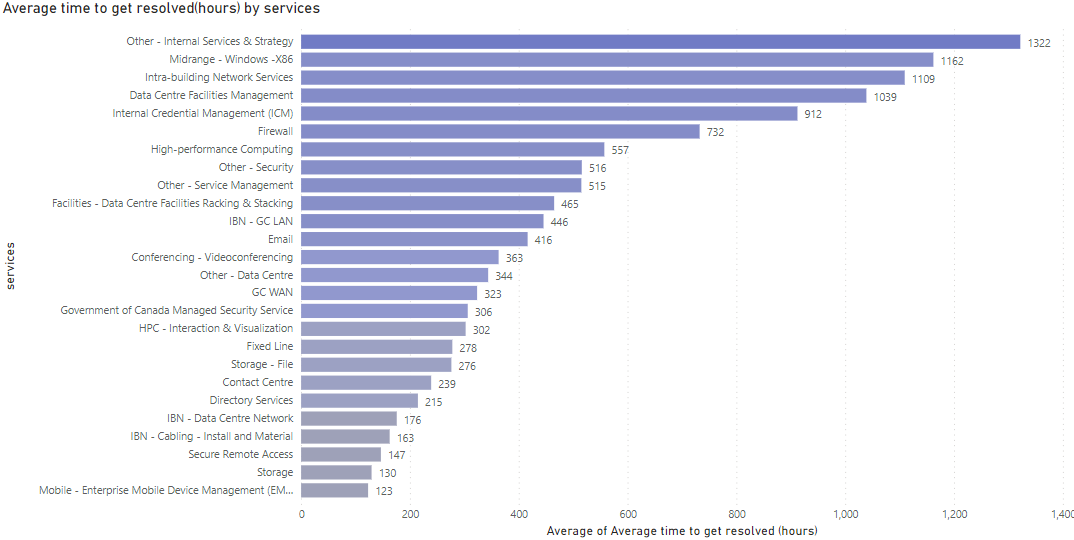 Average time to get resolved(hours) by services
Other - Internal Services & Strategy 1322
Midrange - Windows -X86 1162
Intra-building Network Services 1109
Data Centre Facilities Management 1039
Internal Credential Management (ICM) 912
Firewall 732
High-performance Computing 557
Other - Security 516
Other - Service Management 515
Facilities - Data Centre Facilities Racking & Stacking 465
IBN - GC LAN 446
Email 416
Conferencing - Videoconferencing 363
Other - Data Centre 344
GC WAN 323
Government of Canada Managed Security Service 306
HPC - Interaction & Visualization 302
Fixed Line 278
Storage - File 276
Contact Centre 239
Directory Services 215
IBN - Data Centre Network 176
IBN - Cabling - Install and Material 163
Secure Remote Access 147
Storage 130
Mobile - Enterprise Mobile Device Management (EM... 123
services
0 200 400 600 800 1,000 1,200 1,400
Average of Average time to get resolved (hours)